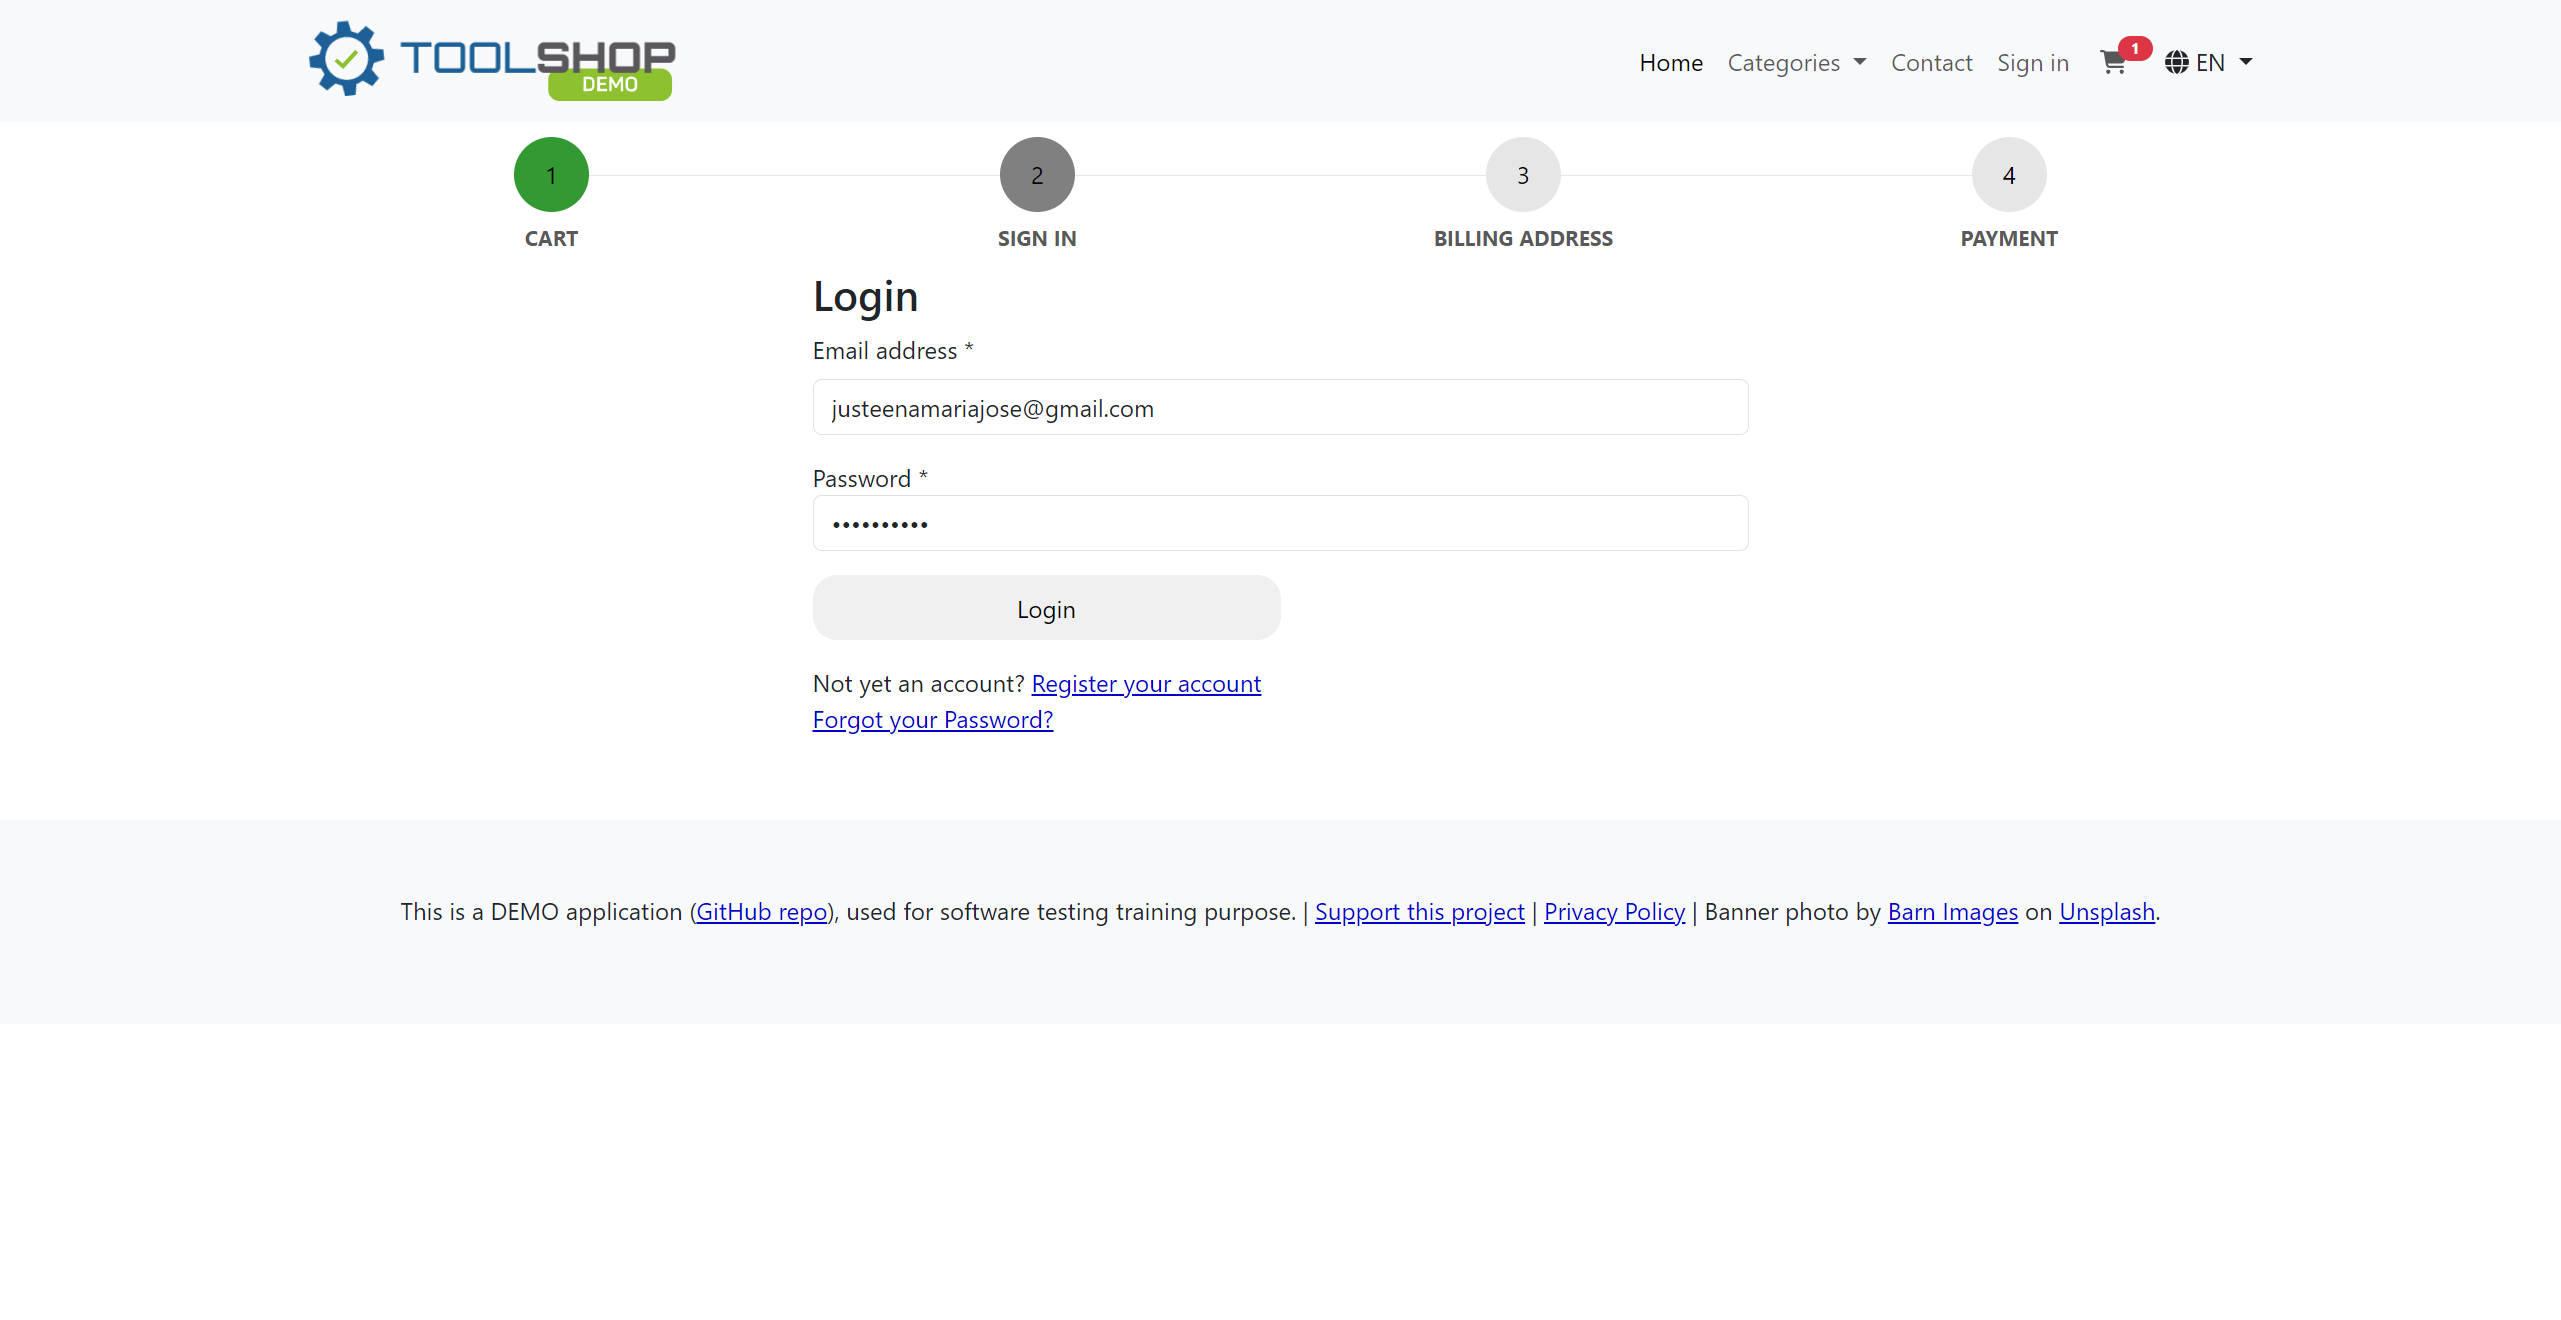 TOOLSHOP
DEMO
Home Categories Contact Sign in 1 EN
1 2 3 4
CART SIGN IN BILLING ADDRESS PAYMENT
Login
Email address *
justeenamariajose@gmail.com
Password *
••••••••••
Login
Not yet an account? Register your account
Forgot your Password?
This is a DEMO application (GitHub repo), used for software testing training purpose. | Support this project | Privacy Policy | Banner photo by Barn Images on Unsplash.